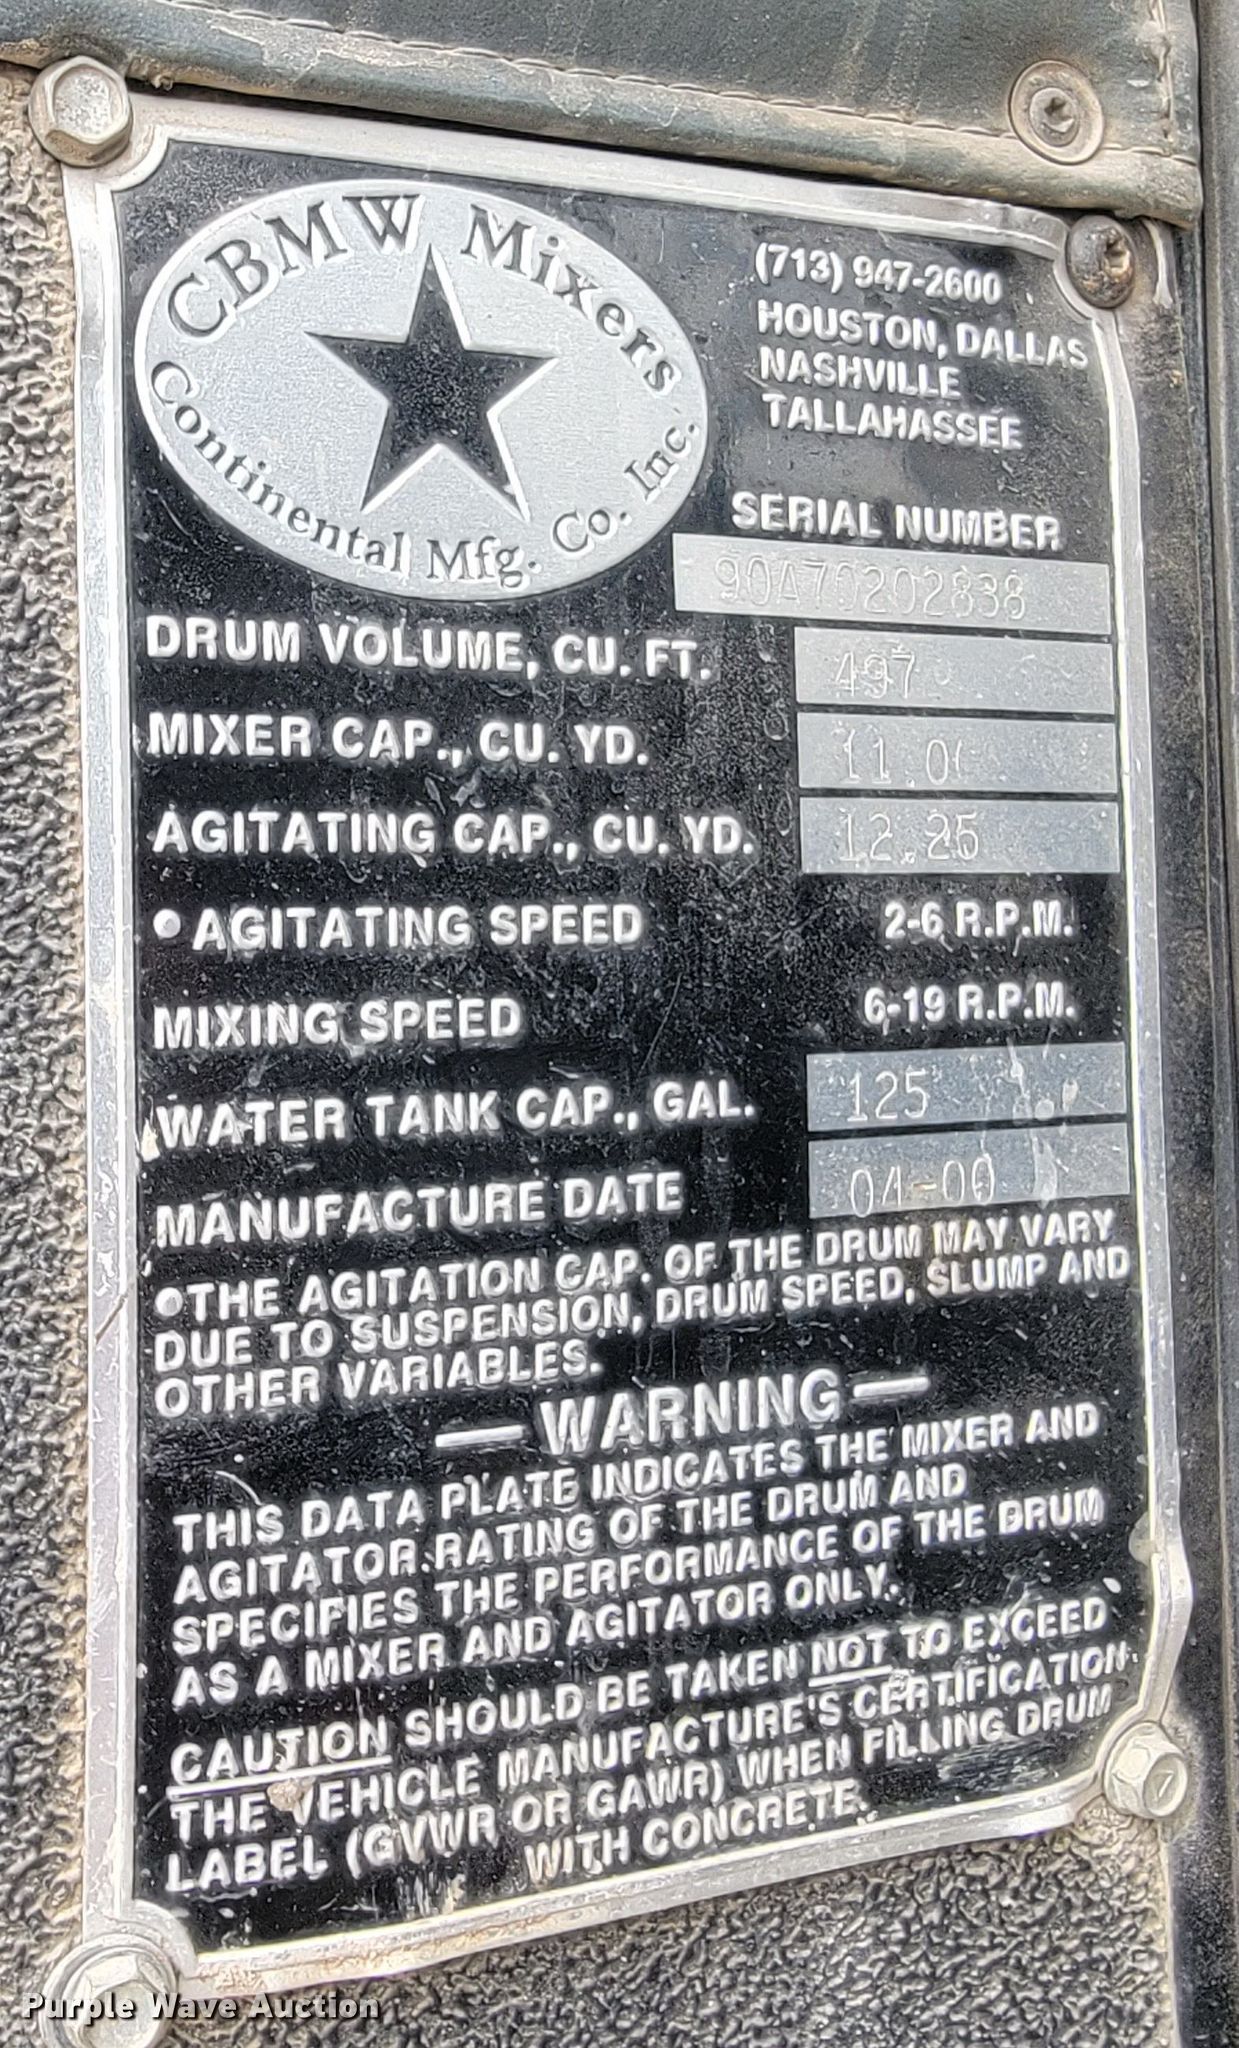 CBMW Mixers
Continental Mfg. Co. Inc.
(713) 947-2600
HOUSTON, DALLAS
NASHVILLE
TALLAHASSEE
SERIAL NUMBER
90A70202838
DRUM VOLUME, CU. FT. 497
MIXER CAP., CU. YD. 11.00
AGITATING CAP., CU. YD. 12.25
• AGITATING SPEED 2-6 R.P.M.
MIXING SPEED 6-19 R.P.M.
WATER TANK CAP., GAL. 125
MANUFACTURE DATE 04-00
•THE AGITATION CAP. OF THE DRUM MAY VARY
DUE TO SUSPENSION, DRUM SPEED, SLUMP AND
OTHER VARIABLES.
— WARNING —
THIS DATA PLATE INDICATES THE MIXER AND
AGITATOR RATING OF THE DRUM AND
SPECIFIES THE PERFORMANCE OF THE DRUM
AS A MIXER AND AGITATOR ONLY.
CAUTION SHOULD BE TAKEN NOT TO EXCEED
THE VEHICLE MANUFACTURE'S CERTIFICATION
LABEL (GVWR OR GAWR) WHEN FILLING DRUM
WITH CONCRETE.
Purple Wave Auction